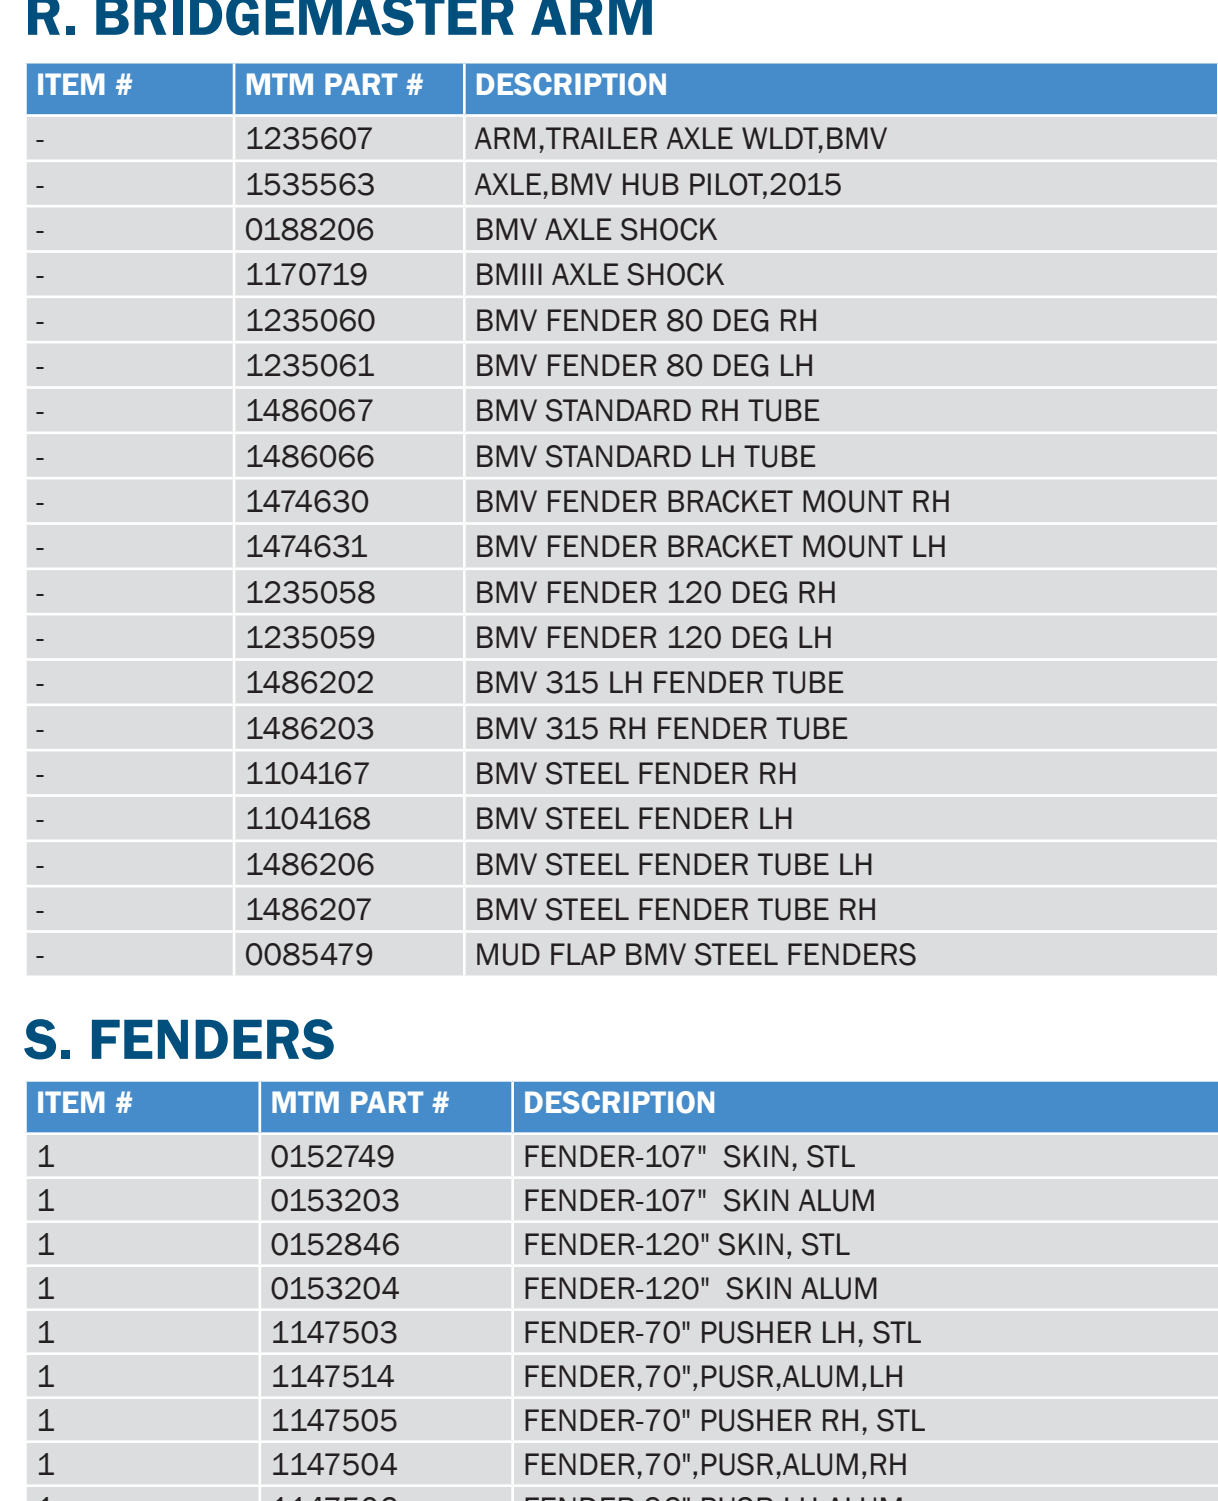 R. BRIDGEMASTER ARM
ITEM # MTM PART # DESCRIPTION
- 1235607 ARM,TRAILER AXLE WLDT,BMV
- 1535563 AXLE,BMV HUB PILOT,2015
- 0188206 BMV AXLE SHOCK
- 1170719 BMIII AXLE SHOCK
- 1235060 BMV FENDER 80 DEG RH
- 1235061 BMV FENDER 80 DEG LH
- 1486067 BMV STANDARD RH TUBE
- 1486066 BMV STANDARD LH TUBE
- 1474630 BMV FENDER BRACKET MOUNT RH
- 1474631 BMV FENDER BRACKET MOUNT LH
- 1235058 BMV FENDER 120 DEG RH
- 1235059 BMV FENDER 120 DEG LH
- 1486202 BMV 315 LH FENDER TUBE
- 1486203 BMV 315 RH FENDER TUBE
- 1104167 BMV STEEL FENDER RH
- 1104168 BMV STEEL FENDER LH
- 1486206 BMV STEEL FENDER TUBE LH
- 1486207 BMV STEEL FENDER TUBE RH
- 0085479 MUD FLAP BMV STEEL FENDERS
S. FENDERS
ITEM # MTM PART # DESCRIPTION
1 0152749 FENDER-107" SKIN, STL
1 0153203 FENDER-107" SKIN ALUM
1 0152846 FENDER-120" SKIN, STL
1 0153204 FENDER-120" SKIN ALUM
1 1147503 FENDER-70" PUSHER LH, STL
1 1147514 FENDER,70",PUSR,ALUM,LH
1 1147505 FENDER-70" PUSHER RH, STL
1 1147504 FENDER,70",PUSR,ALUM,RH